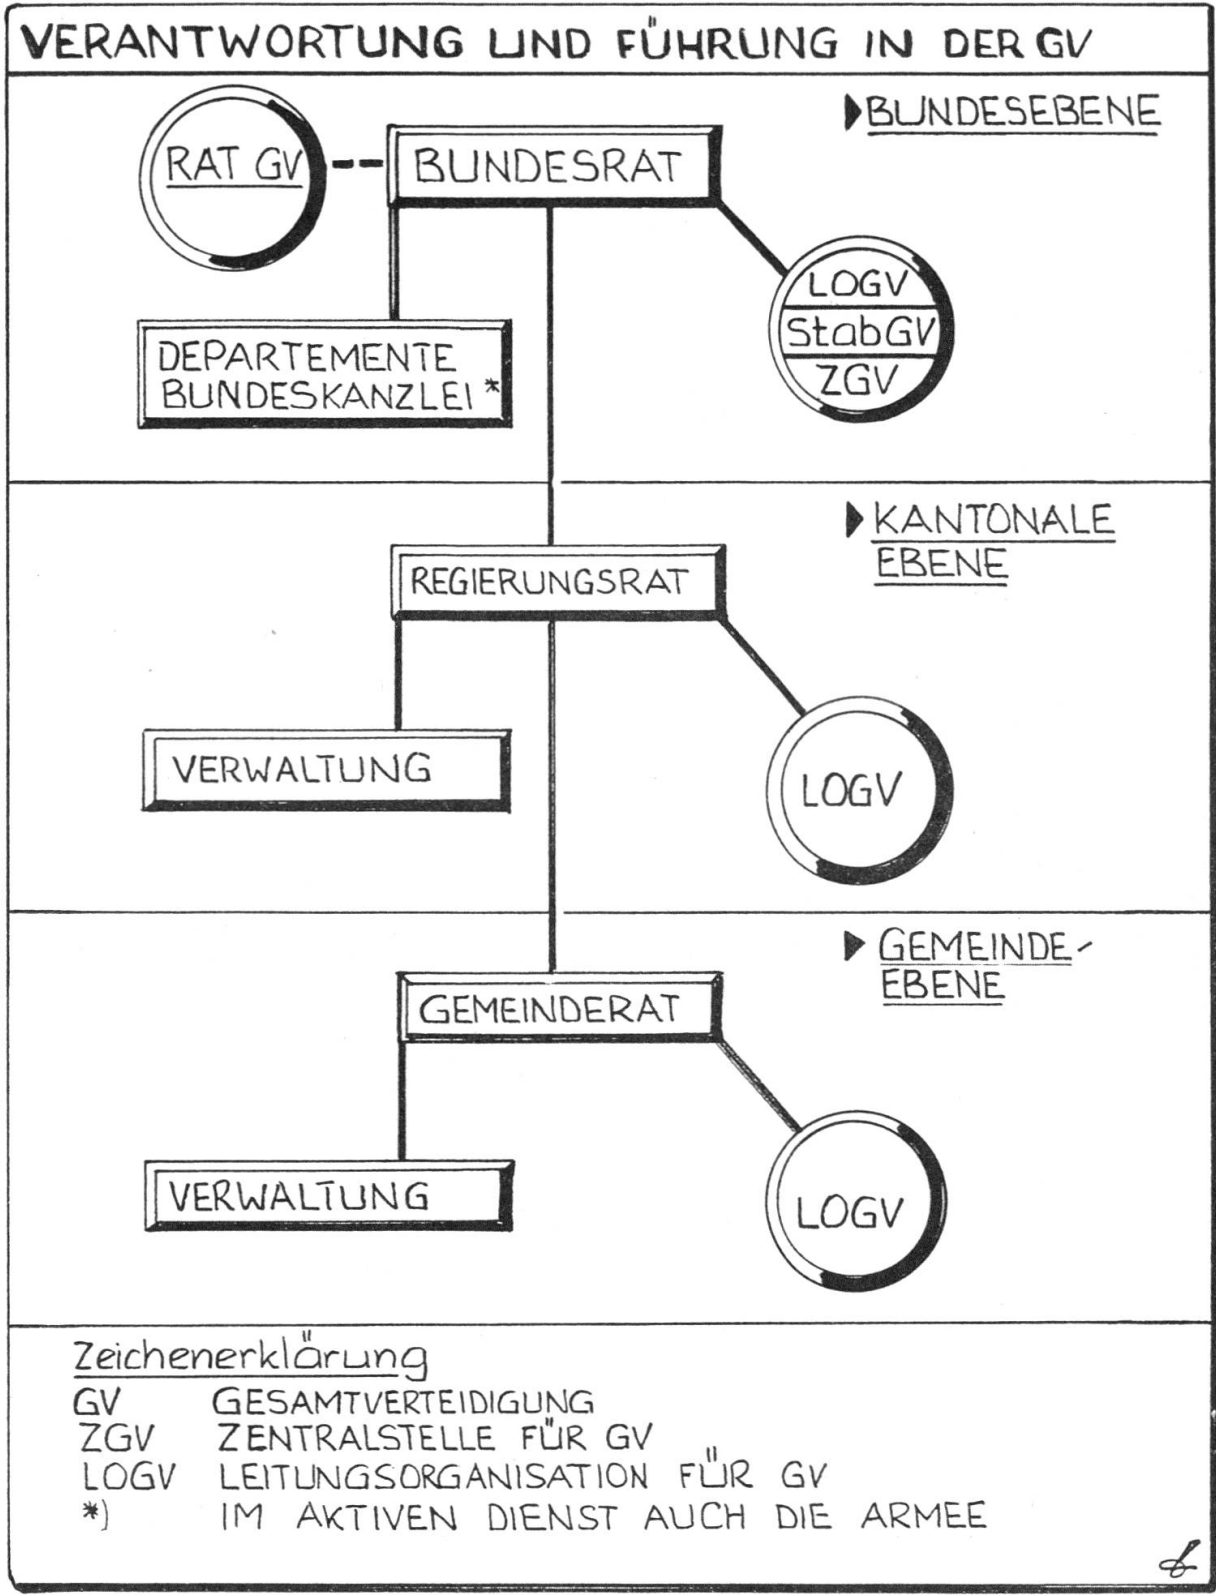 VERANTWORTUNG UND FÜHRUNG IN DER GV
▶BUNDESEBENE
RAT GV
BUNDESRAT
LOGV
StabGV
ZGV
DEPARTEMENTE
BUNDESKANZLEI *
▶ KANTONALE
EBENE
REGIERUNGSRAT
VERWALTUNG
LOGV
▶ GEMEINDE-
EBENE
GEMEINDERAT
VERWALTUNG
LOGV
Zeichenerklärung
GV GESAMTVERTEIDIGUNG
ZGV ZENTRALSTELLE FÜR GV
LOGV LEITUNGSORGANISATION FÜR GV
*) IM AKTIVEN DIENST AUCH DIE ARMEE